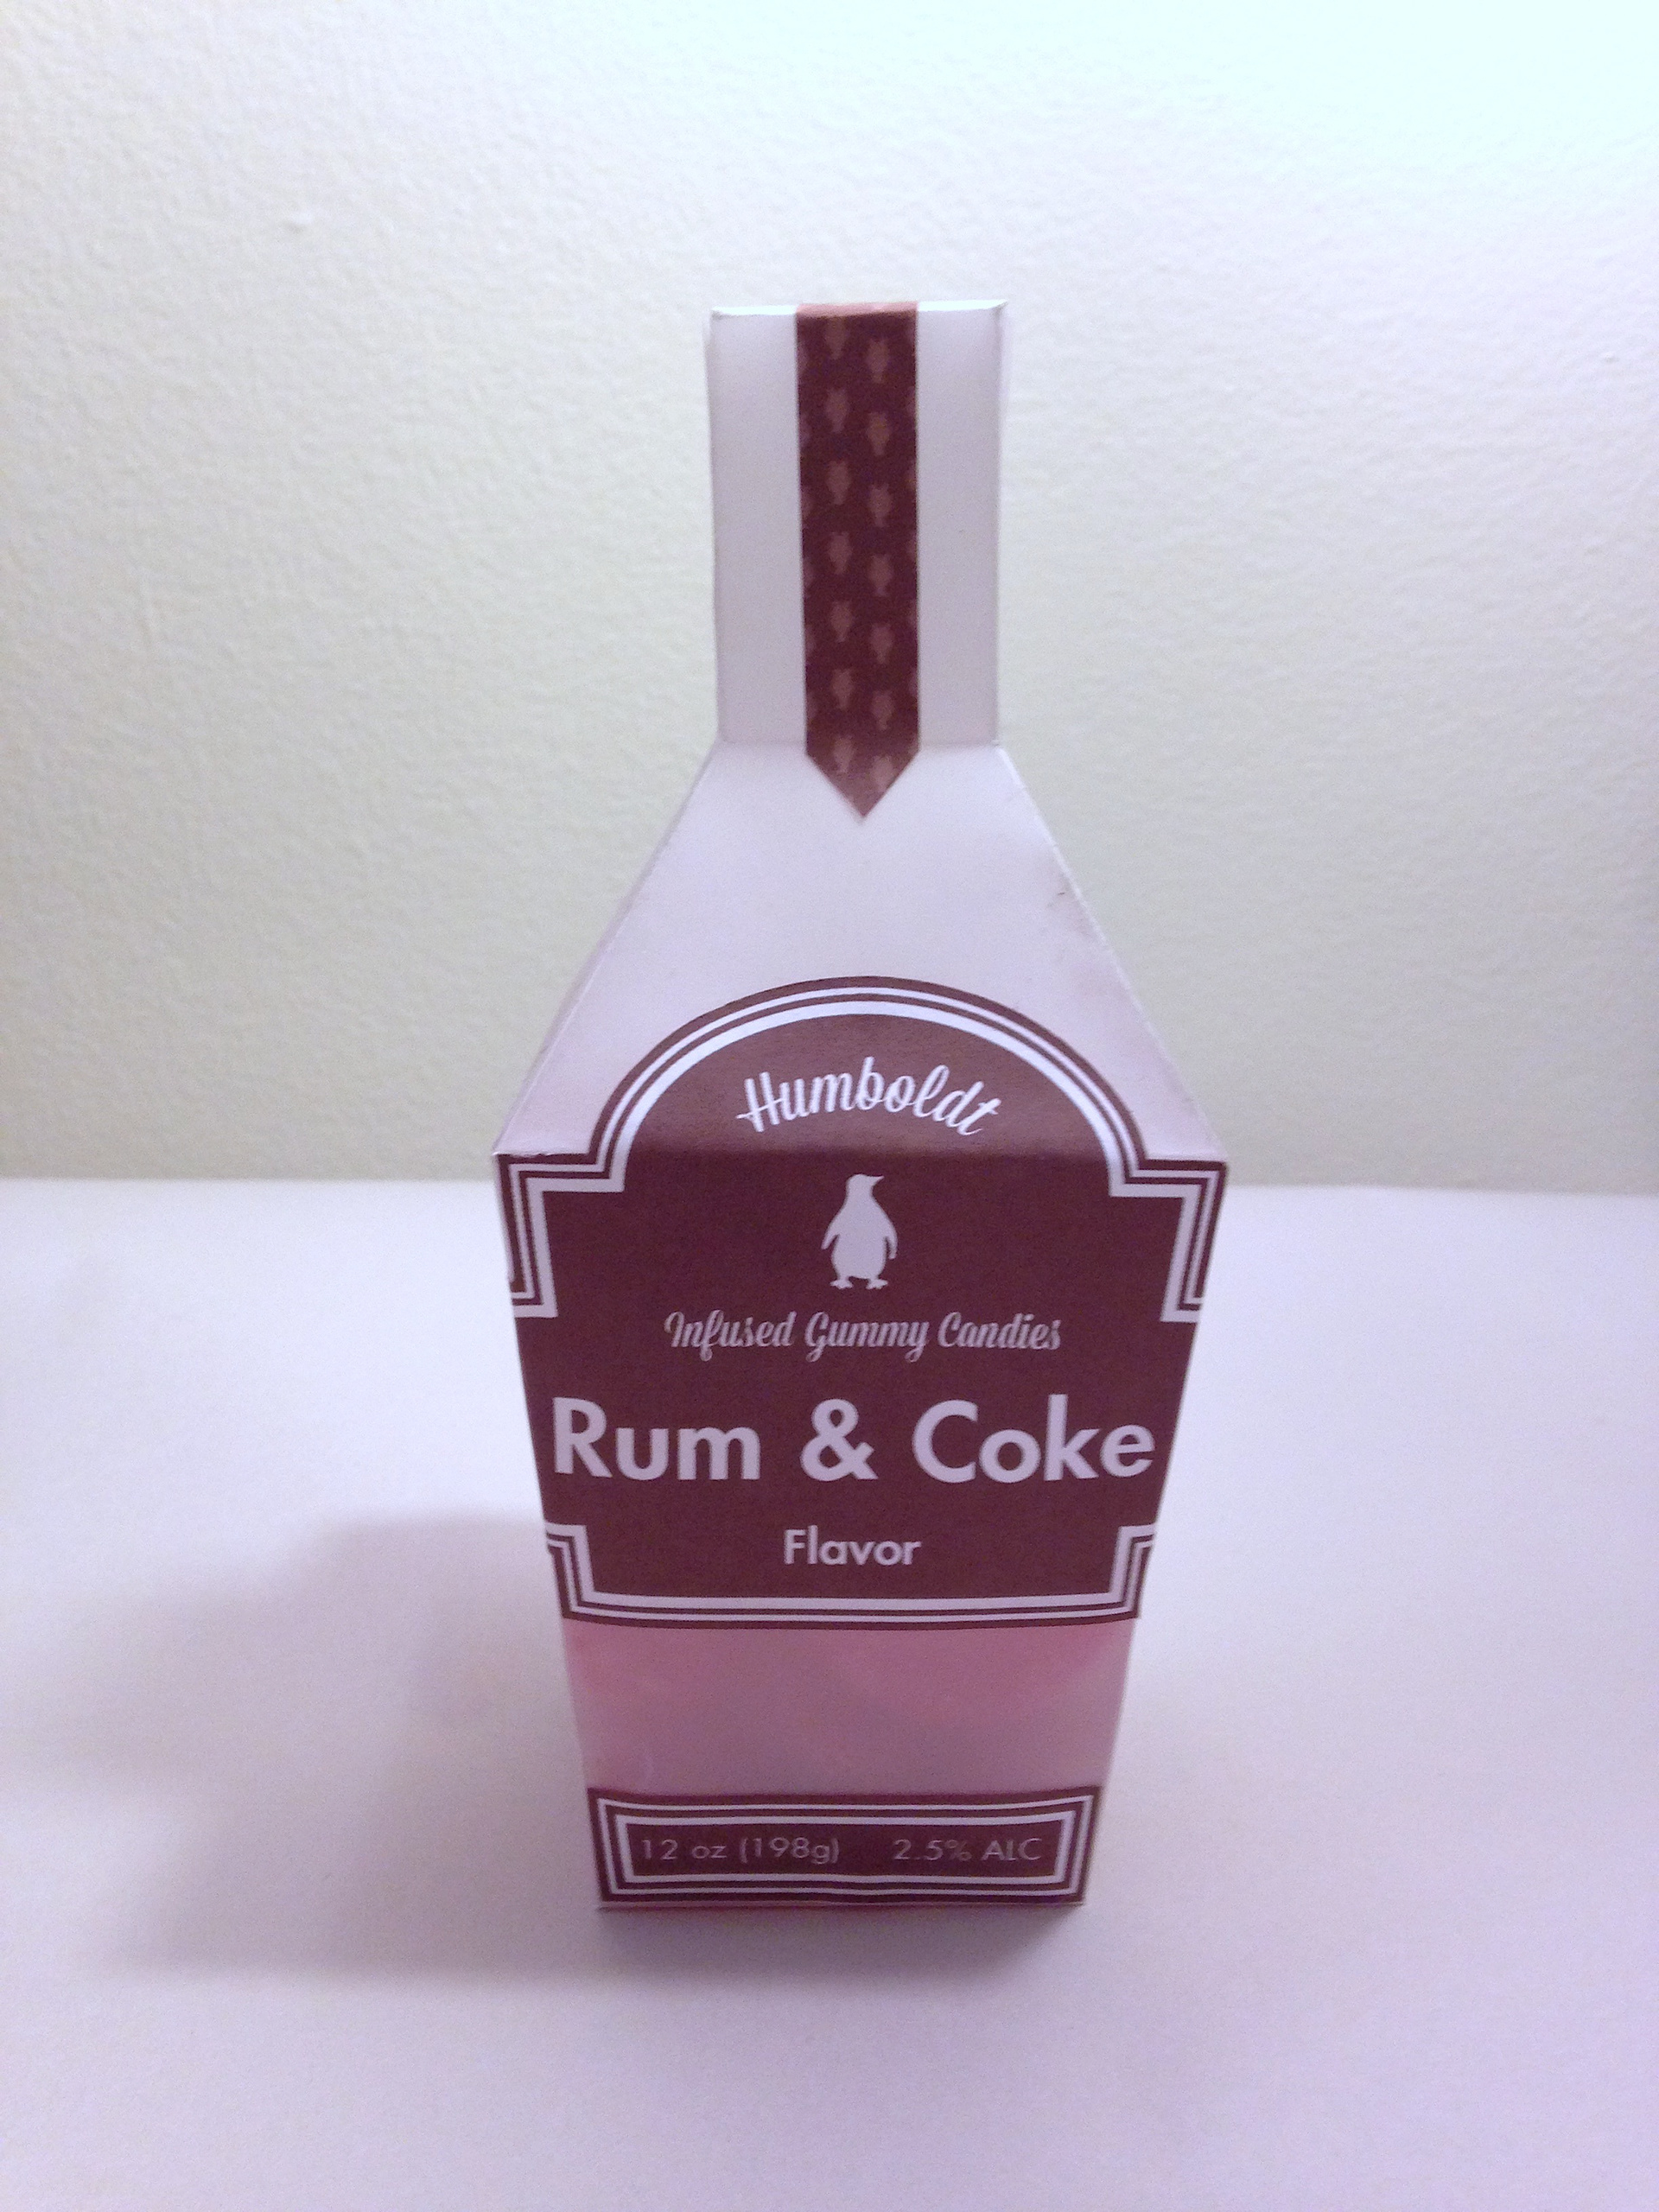 Humboldt
Infused Gummy Candies
Rum & Coke
Flavor
12 oz (198g) 2.5% ALC